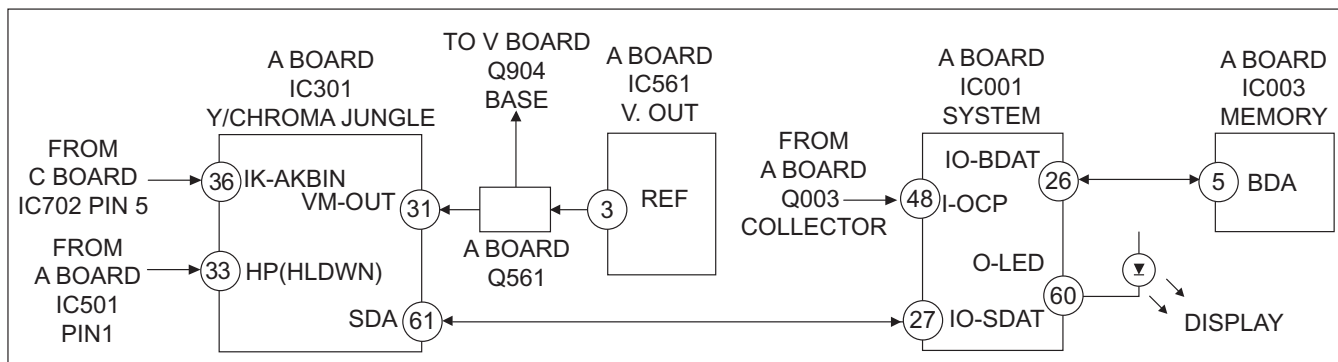 A BOARD
IC301
Y/CHROMA JUNGLE
TO V BOARD
Q904
BASE
A BOARD
IC561
V. OUT
A BOARD
IC001
SYSTEM
A BOARD
IC003
MEMORY
FROM
C BOARD
IC702 PIN 5
36 IK-AKBIN
VM-OUT 31
FROM
A BOARD
IC501
PIN1
33 HP(HLDWN)
SDA 61
A BOARD
Q561
3 REF
FROM
A BOARD
Q003
COLLECTOR
48 I-OCP
IO-BDAT
26
5 BDA
O-LED
60
27 IO-SDAT
DISPLAY